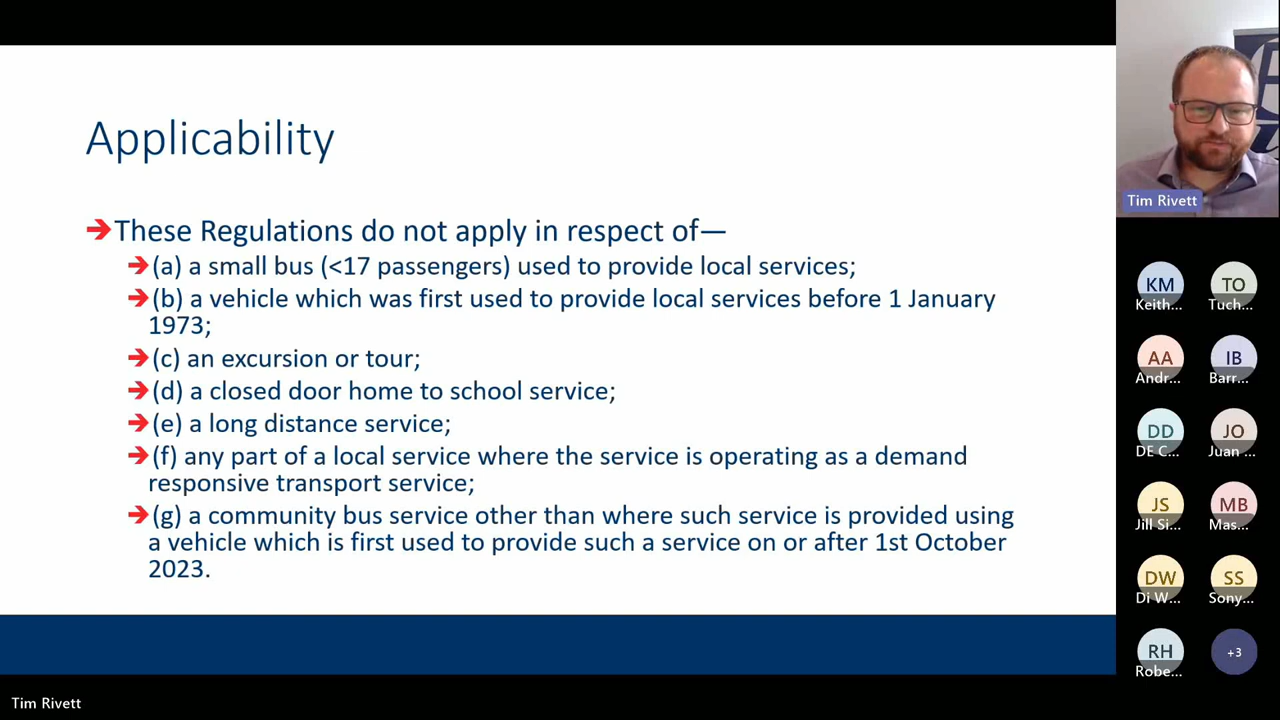 Applicability
➔These Regulations do not apply in respect of—
➔(a) a small bus (<17 passengers) used to provide local services;
➔(b) a vehicle which was first used to provide local services before 1 January
1973;
➔(c) an excursion or tour;
➔(d) a closed door home to school service;
➔(e) a long distance service;
➔(f) any part of a local service where the service is operating as a demand
responsive transport service;
➔(g) a community bus service other than where such service is provided using
a vehicle which is first used to provide such a service on or after 1st October
2023.
Tim Rivett
KM TO
Keith... Tuch...
AA IB
Andr... Barr...
DD JO
DE C... Juan ...
JS MB
Jill Si... Mas...
DW SS
Di W... Sony...
RH +3
Robe...
Tim Rivett